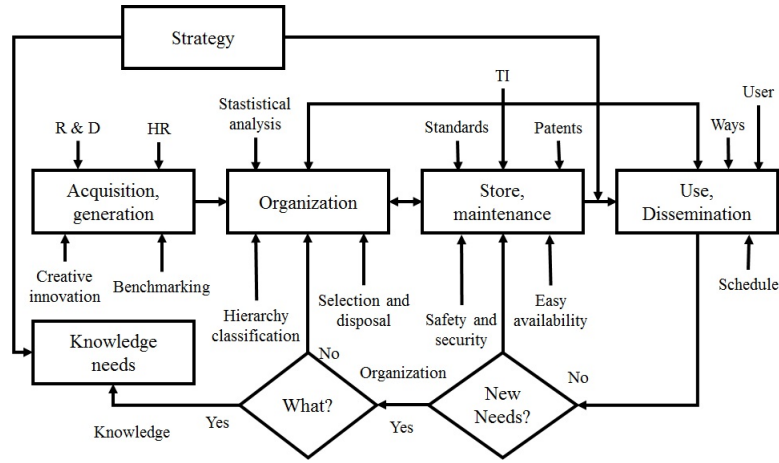 Strategy
TI
User
Stastistical
analysis
R & D
HR
Standards
Patents
Ways
Acquisition,
generation
Organization
Store,
maintenance
Use,
Dissemination
Creative
innovation
Benchmarking
Hierarchy
classification
Selection and
disposal
Safety and
security
Easy
availability
Schedule
Knowledge
needs
No
Organization
No
What?
New
Needs?
Yes
Yes
Knowledge